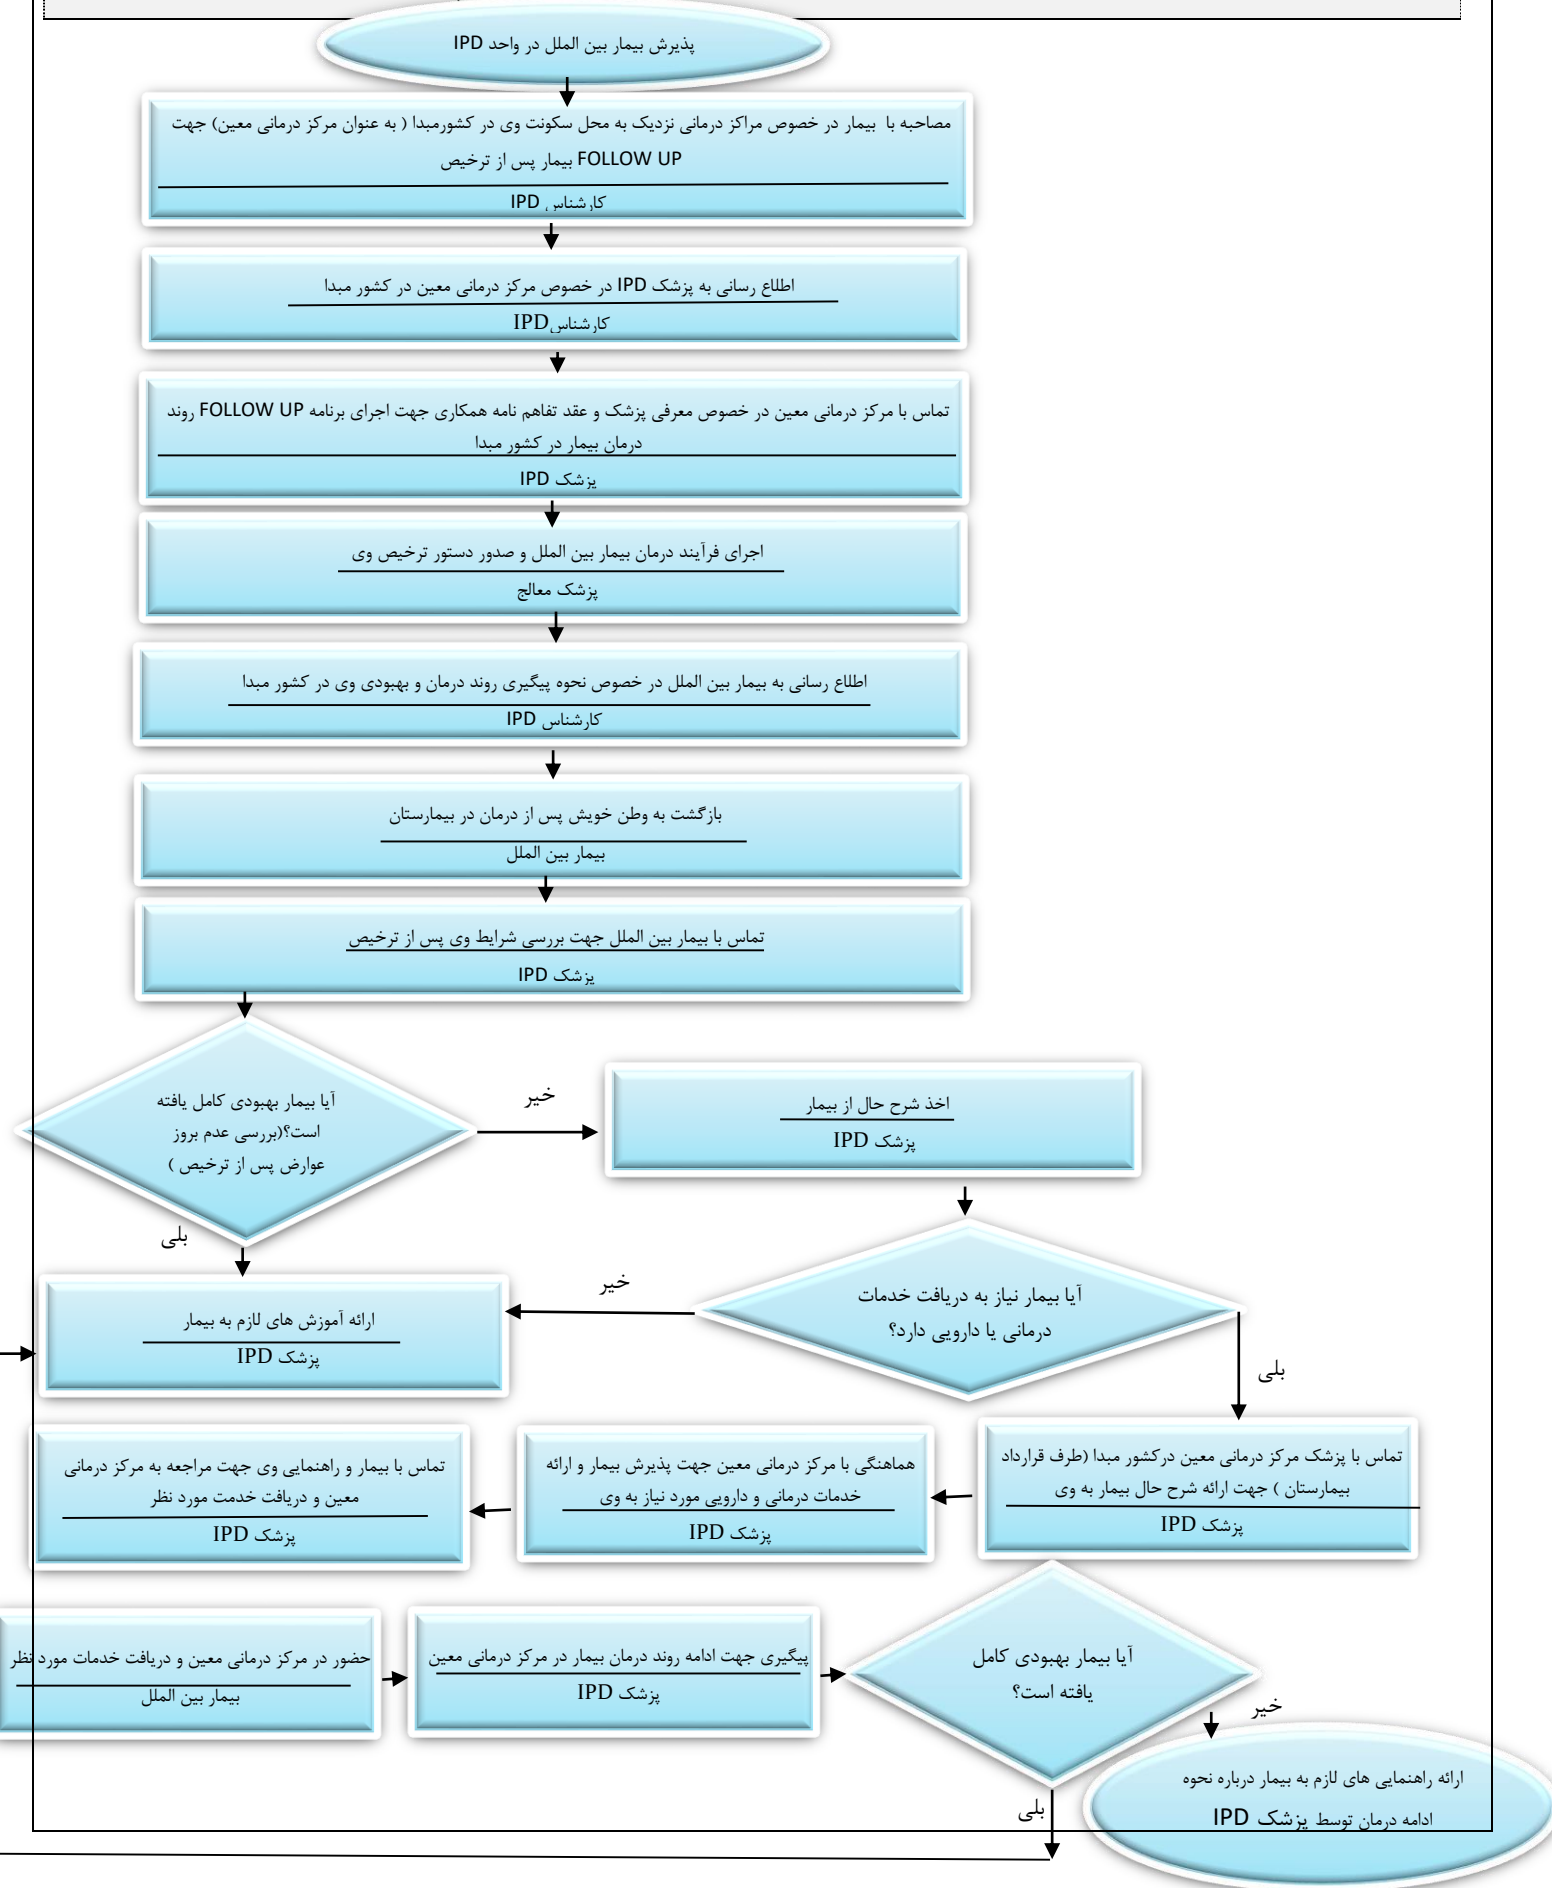 پذیرش بیمار بین الملل در واحد IPD
مصاحبه با بیمار در خصوص مراکز درمانی نزدیک به محل سکونت وی در کشورمبدا ( به عنوان مرکز درمانی معین) جهت
FOLLOW UP بیمار پس از ترخیص
کارشناس IPD
اطلاع رسانی به پزشک IPD در خصوص مرکز درمانی معین در کشور مبدا
کارشناسIPD
تماس با مرکز درمانی معین در خصوص معرفی پزشک و عقد تفاهم نامه همکاری جهت اجرای برنامه FOLLOW UP روند
درمان بیمار در کشور مبدا
پزشک IPD
اجرای فرآیند درمان بیمار بین الملل و صدور دستور ترخیص وی
پزشک معالج
اطلاع رسانی به بیمار بین الملل در خصوص نحوه پیگیری روند درمان و بهبودی وی در کشور مبدا
کارشناس IPD
بازگشت به وطن خویش پس از درمان در بیمارستان
بیمار بین الملل
تماس با بیمار بین الملل جهت بررسی شرایط وی پس از ترخیص
پزشک IPD
آیا بیمار بهبودی کامل یافته
است؟(بررسی عدم بروز
عوارض پس از ترخیص )
خیر
اخذ شرح حال از بیمار
پزشک IPD
بلی
آیا بیمار نیاز به دریافت خدمات
درمانی یا دارویی دارد؟
خیر
ارائه آموزش های لازم به بیمار
پزشک IPD
بلی
تماس با پزشک مرکز درمانی معین درکشور مبدا (طرف قرارداد
بیمارستان ) جهت ارائه شرح حال بیمار به وی
پزشک IPD
هماهنگی با مرکز درمانی معین جهت پذیرش بیمار و ارائه
خدمات درمانی و دارویی مورد نیاز به وی
پزشک IPD
تماس با بیمار و راهنمایی وی جهت مراجعه به مرکز درمانی
معین و دریافت خدمت مورد نظر
پزشک IPD
حضور در مرکز درمانی معین و دریافت خدمات مورد نظر
بیمار بین الملل
پیگیری جهت ادامه روند درمان بیمار در مرکز درمانی معین
پزشک IPD
آیا بیمار بهبودی کامل
یافته است؟
خیر
ارائه راهنمایی های لازم به بیمار درباره نحوه
ادامه درمان توسط پزشک IPD
بلی